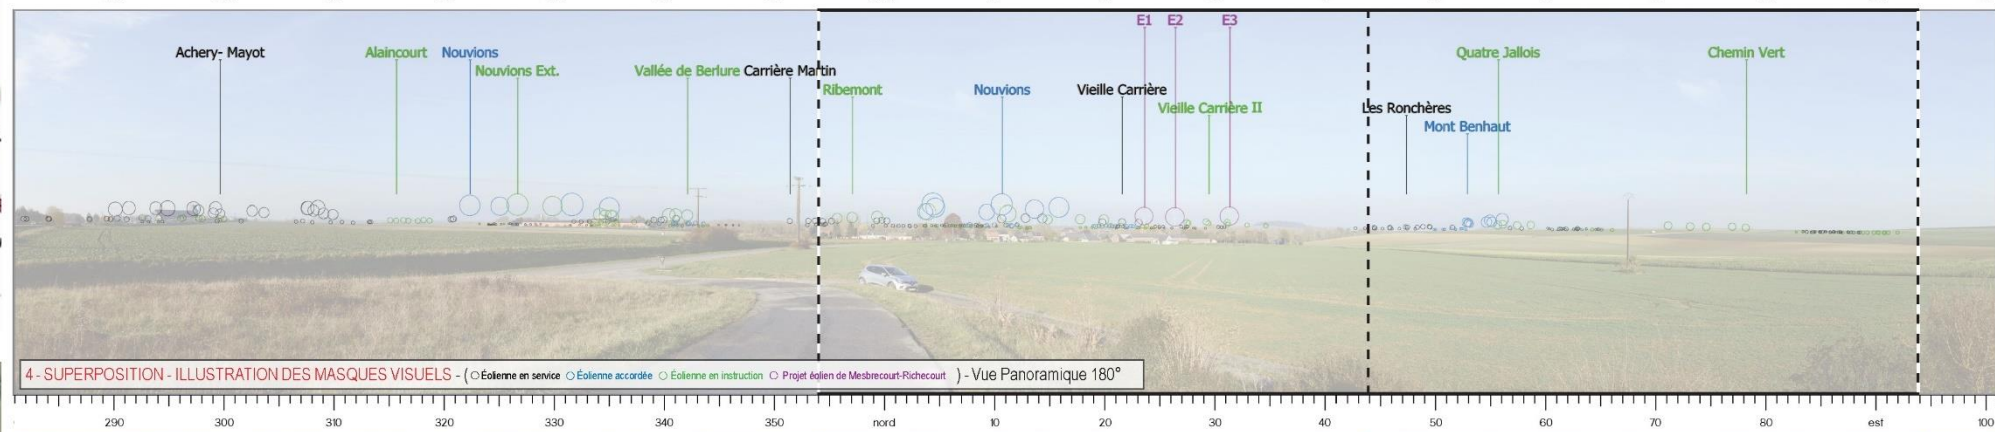 E1 E2 E3
Achery- Mayot Alaincourt Nouvions Quatre Jallois Chemin Vert
Nouvions Ext. Vallée de Berlure Carrière Martin
Ribemont Nouvions Vieille Carrière
Vieille Carrière II Les Ronchères
Mont Benhaut
4 - SUPERPOSITION - ILLUSTRATION DES MASQUES VISUELS - ( Éolienne en service Éolienne accordée Éolienne en instruction Projet éolien de Mesbrecourt-Richecourt ) - Vue Panoramique 180°
290 300 310 320 330 340 350 nord 10 20 30 40 50 60 70 80 est 100